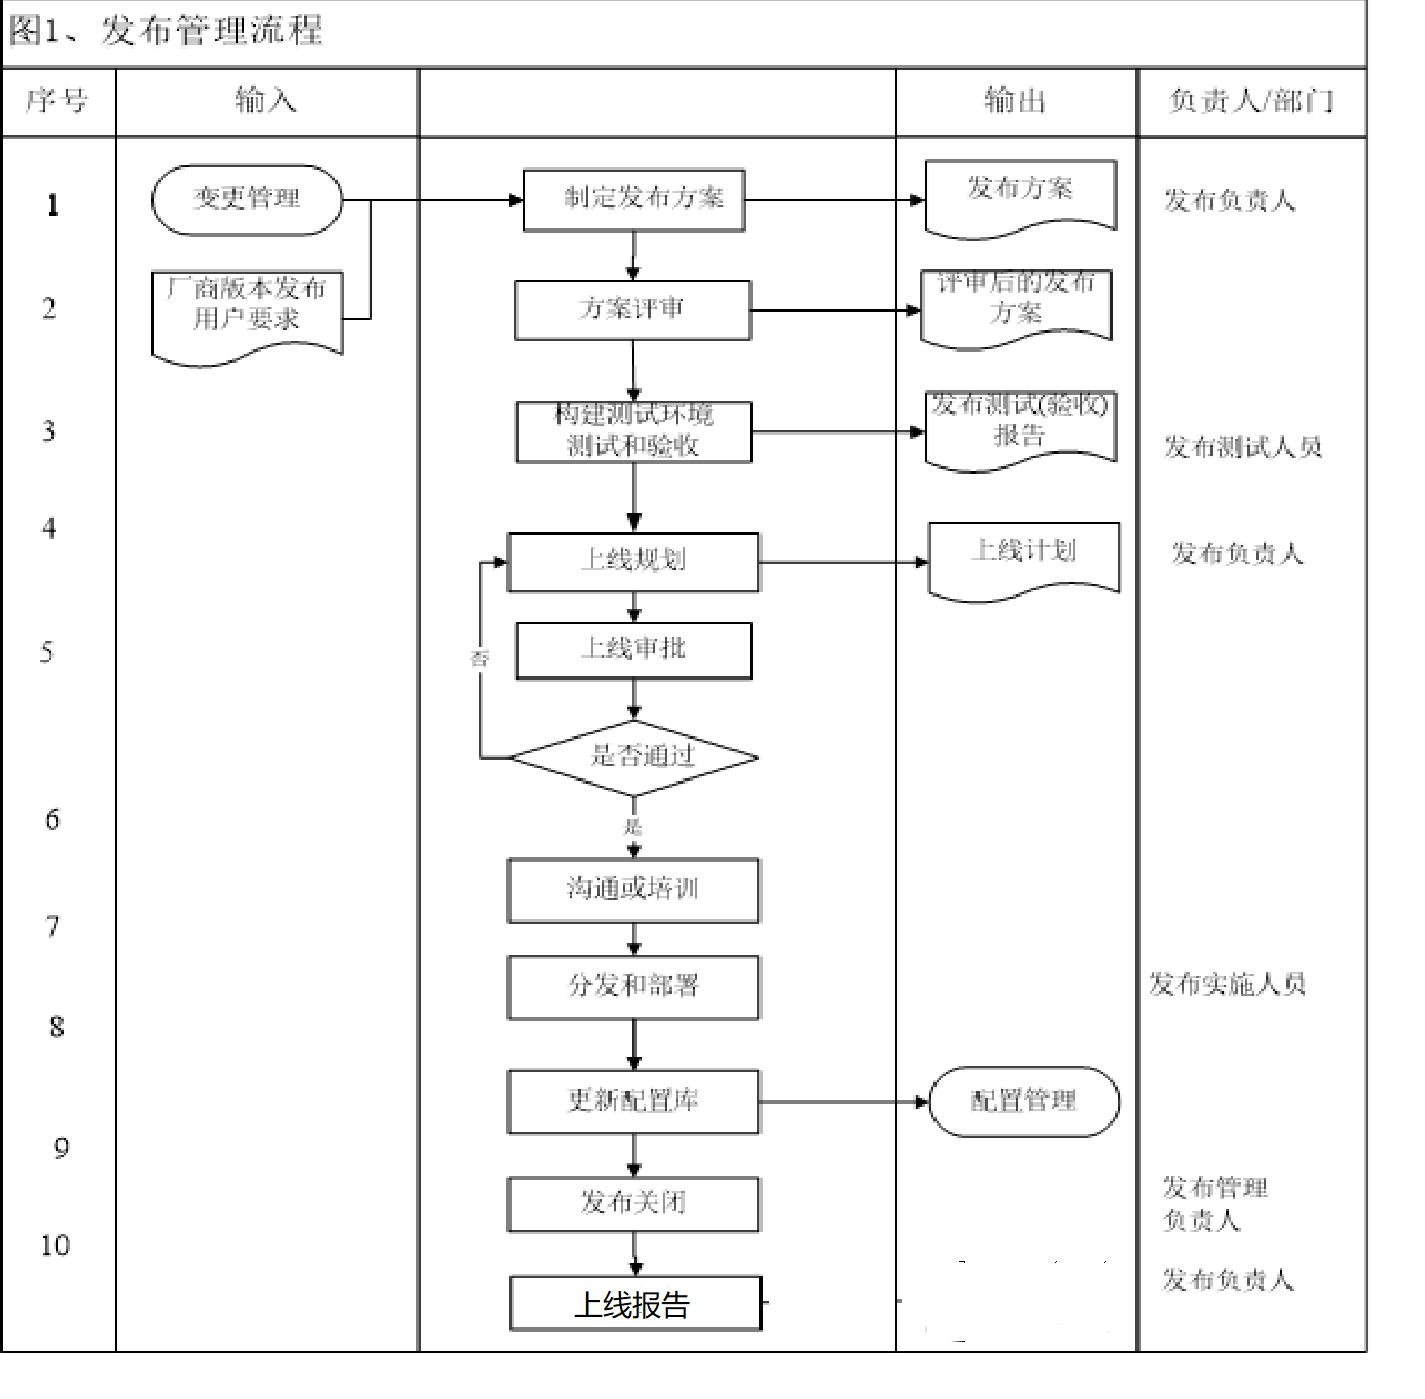 图1、发布管理流程
序号
输入
输出
负责人/部门
1
变更管理
制定发布方案
发布方案
发布负责人
2
厂商版本发布
用户要求
方案评审
评审后的发布
方案
3
构建测试环境
测试和验收
发布测试(验收)
报告
发布测试人员
4
上线规划
上线计划
发布负责人
5
上线审批
否
是否通过
6
是
沟通或培训
7
分发和部署
发布实施人员
8
更新配置库
配置管理
9
发布关闭
发布管理
负责人
10
上线报告
发布负责人